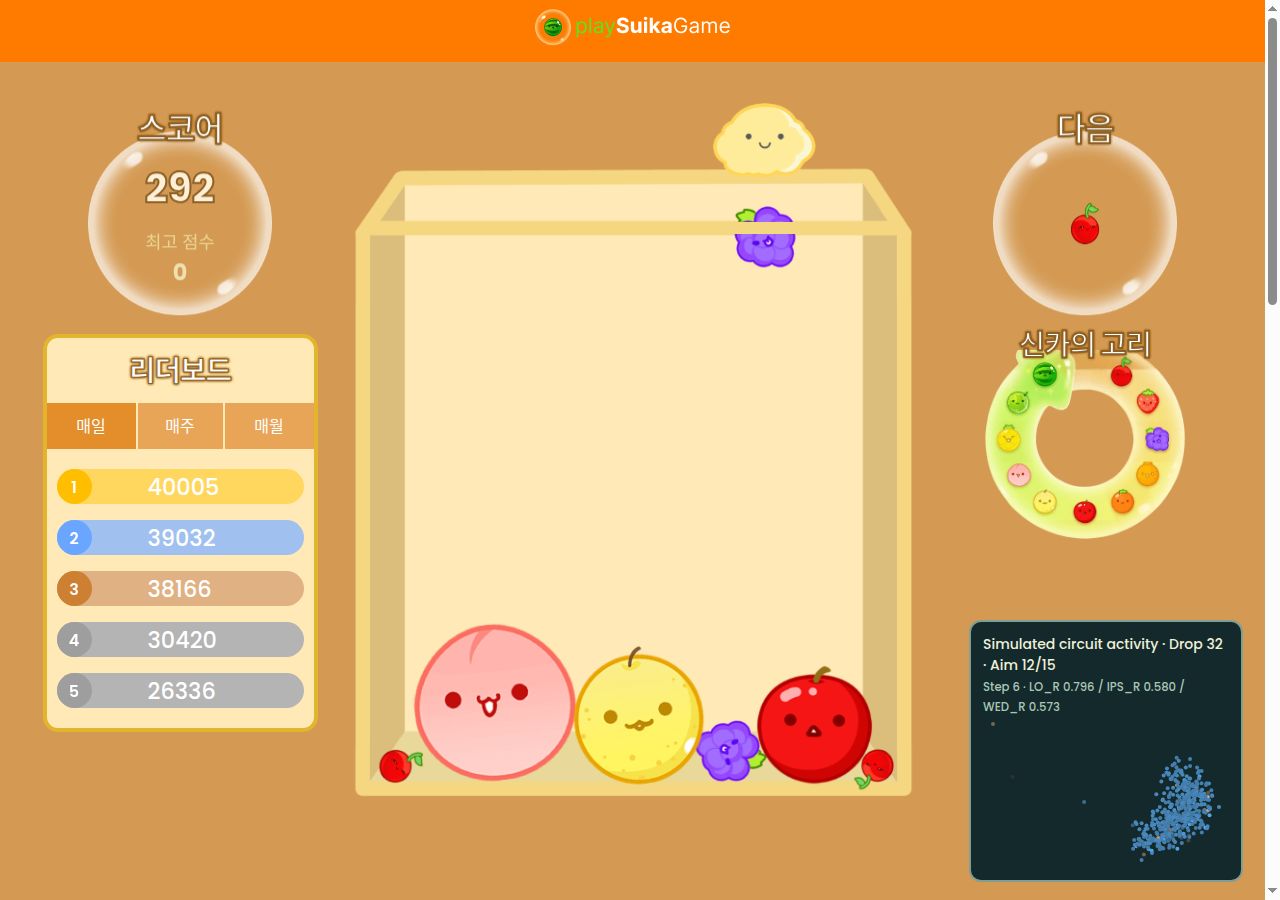 playSuikaGame
스코어
292
최고 점수
0
리더보드
매일 매주 매월
1 40005
2 39032
3 38166
4 30420
5 26336
다음
신카의 고리
Simulated circuit activity · Drop 32
· Aim 12/15
Step 6 · LO_R 0.796 / IPS_R 0.580 /
WED_R 0.573